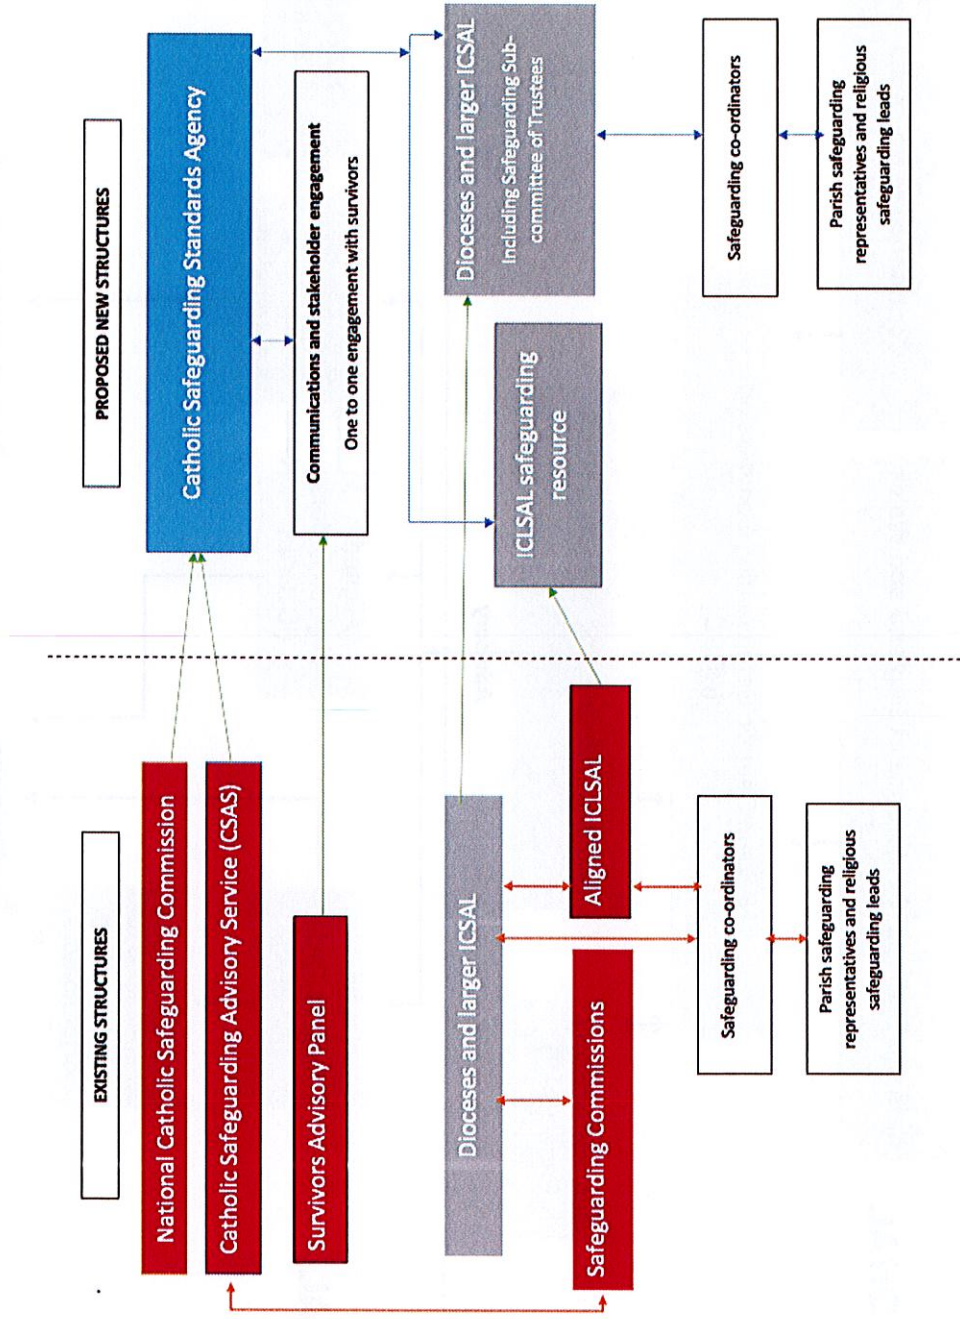 EXISTING STRUCTURES
National Catholic Safeguarding Commission
Catholic Safeguarding Advisory Service (CSAS)
Survivors Advisory Panel
Dioceses and larger ICSAL
Safeguarding Commissions
Aligned ICLSAL
Safeguarding co-ordinators
Parish safeguarding
representatives and religious
safeguarding leads
PROPOSED NEW STRUCTURES
Catholic Safeguarding Standards Agency
Communications and stakeholder engagement
One to one engagement with survivors
Dioceses and larger ICSAL
Including Safeguarding Sub-
committee of Trustees
ICLSAL safeguarding
resource
Safeguarding co-ordinators
Parish safeguarding
representatives and religious
safeguarding leads